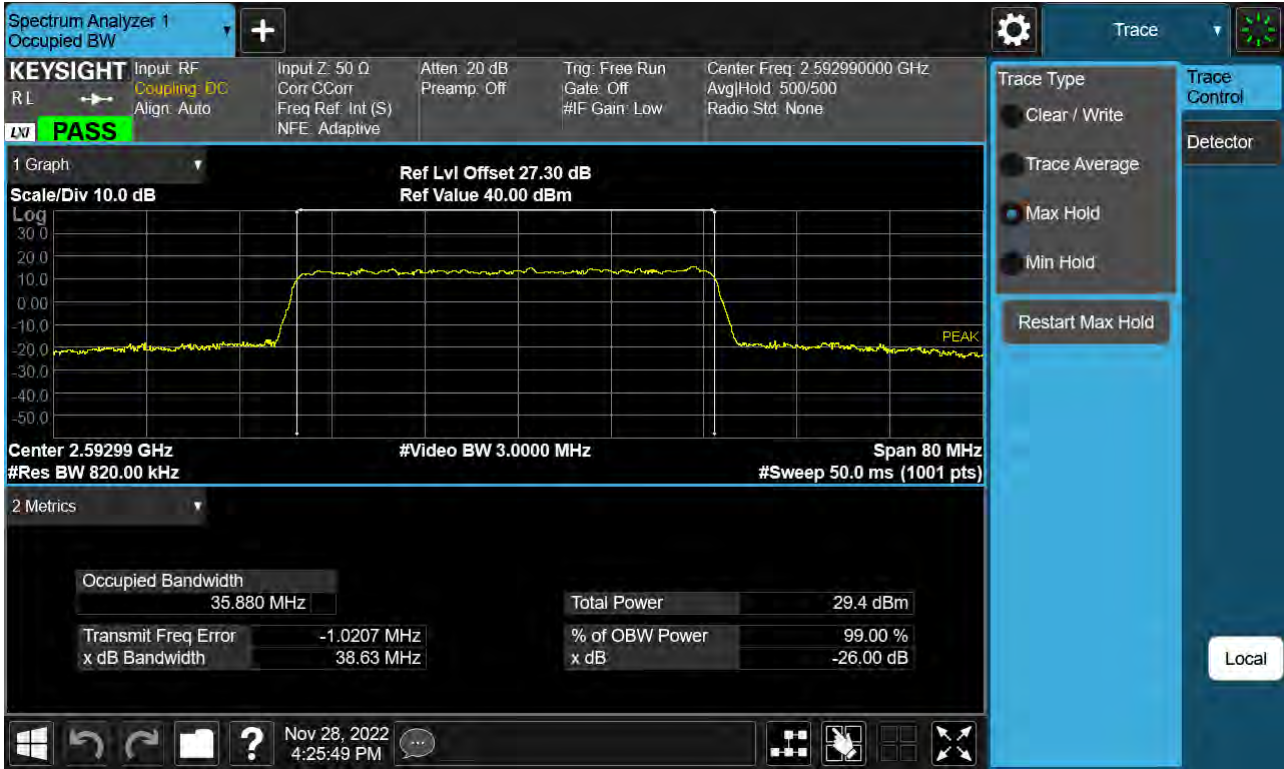 Spectrum Analyzer 1
Occupied BW
+
Trace
KEYSIGHT
R L
LXI PASS
Input: RF
Coupling: DC
Align: Auto
Input Z: 50 Ω
Corr CCorr
Freq Ref: Int (S)
NFE: Adaptive
Atten: 20 dB
Preamp: Off
Trig: Free Run
Gate: Off
#IF Gain: Low
Center Freq: 2.592990000 GHz
Avg|Hold: 500/500
Radio Std: None
1 Graph
Scale/Div 10.0 dB
Ref Lvl Offset 27.30 dB
Ref Value 40.00 dBm
Log
30.0
20.0
10.0
0.00
-10.0
-20.0
-30.0
-40.0
-50.0
PEAK
Center 2.59299 GHz
#Video BW 3.0000 MHz
Span 80 MHz
#Res BW 820.00 kHz
#Sweep 50.0 ms (1001 pts)
2 Metrics
Occupied Bandwidth
35.880 MHz
Total Power 29.4 dBm
Transmit Freq Error -1.0207 MHz
% of OBW Power 99.00 %
x dB Bandwidth 38.63 MHz
x dB -26.00 dB
Trace Type
Clear / Write
Trace Average
Max Hold
Min Hold
Restart Max Hold
Trace
Control
Detector
Local
?
Nov 28, 2022
4:25:49 PM